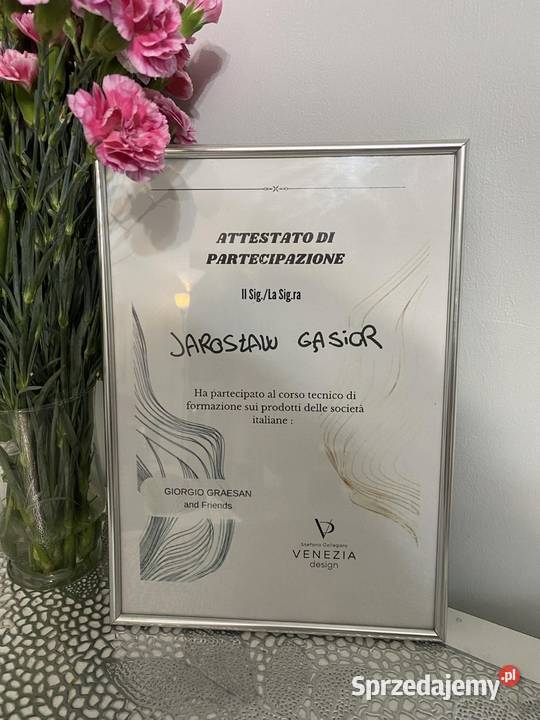 ATTESTATO DI
PARTECIPAZIONE
Il Sig./La Sig.ra
JAROSŁAW GĄSIOR
Ha partecipato al corso tecnico di
formazione sui prodotti delle società
italiane :
GIORGIO GRAESAN
and Friends
VENEZIA
design
Sprzedajemy.pl